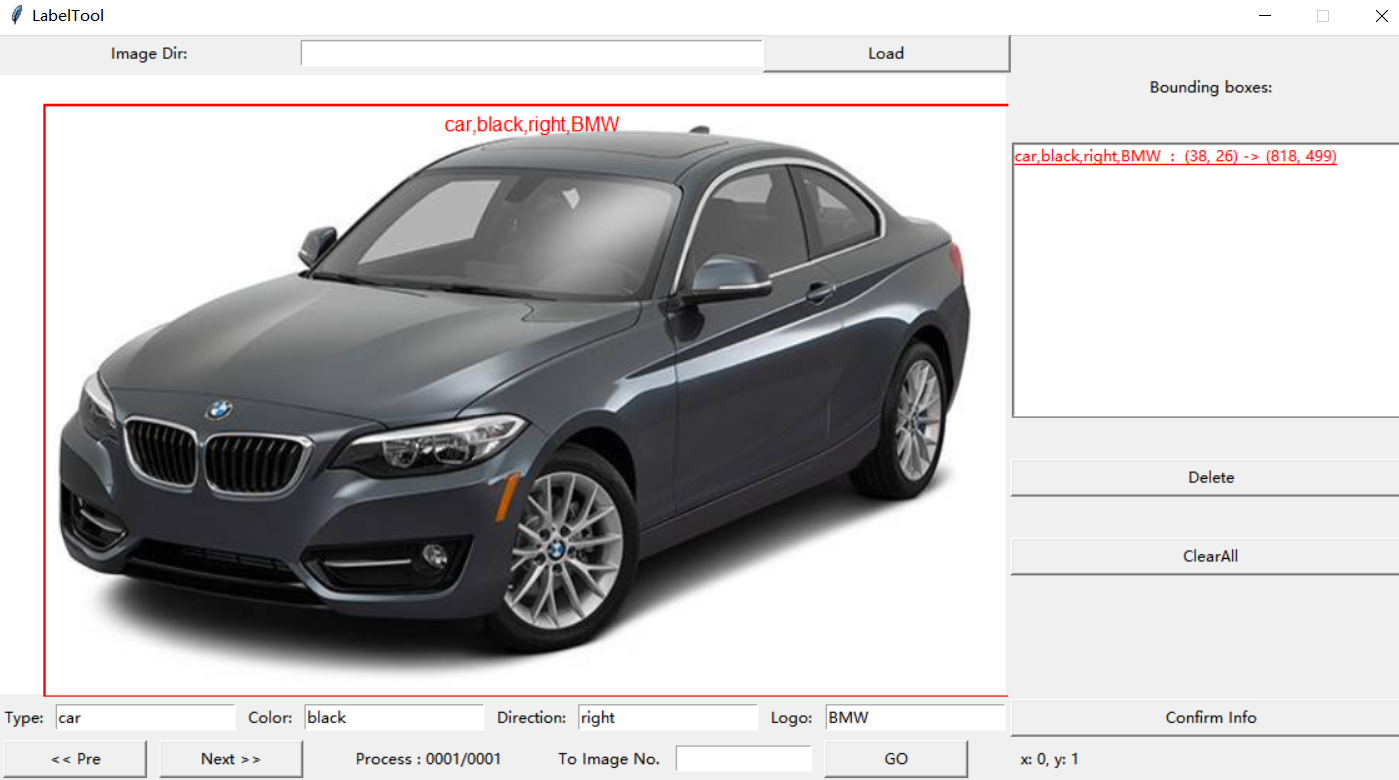 LabelTool
Image Dir:
Load
Bounding boxes:
car,black,right,BMW
car,black,right,BMW : (38, 26) -> (818, 499)
Delete
ClearAll
Type: car Color: black Direction: right Logo: BMW
Confirm Info
<< Pre Next >> Process : 0001/0001 To Image No. GO x: 0, y: 1